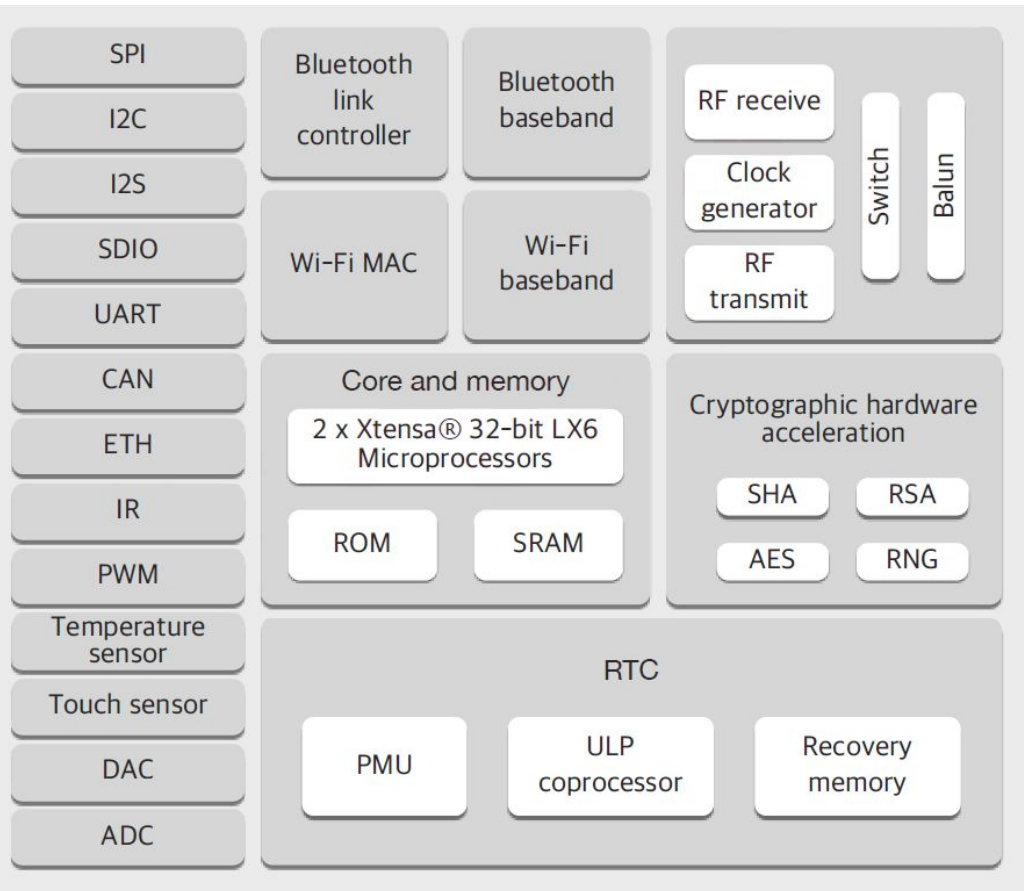 SPI
I2C
I2S
SDIO
UART
CAN
ETH
IR
PWM
Temperature
sensor
Touch sensor
DAC
ADC
Bluetooth
link
controller
Bluetooth
baseband
Wi-Fi MAC
Wi-Fi
baseband
RF receive
Clock
generator
RF
transmit
Switch
Balun
Core and memory
2 x Xtensa® 32-bit LX6
Microprocessors
ROM
SRAM
Cryptographic hardware
acceleration
SHA
RSA
AES
RNG
RTC
PMU
ULP
coprocessor
Recovery
memory